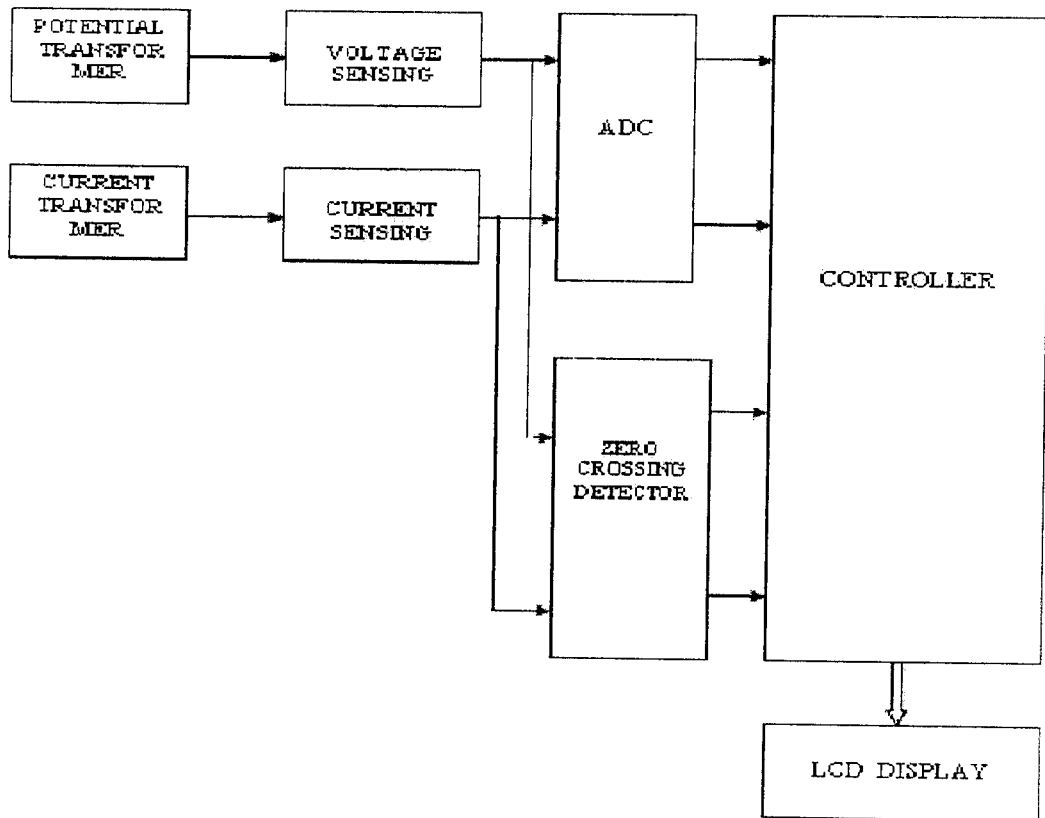 POTENTIAL
TRANSFOR
MER
VOLTAGE
SENSING
ADC
CURRENT
TRANSFOR
MER
CURRENT
SENSING
CONTROLLER
ZERO
CROSSING
DETECTOR
LCD DISPLAY